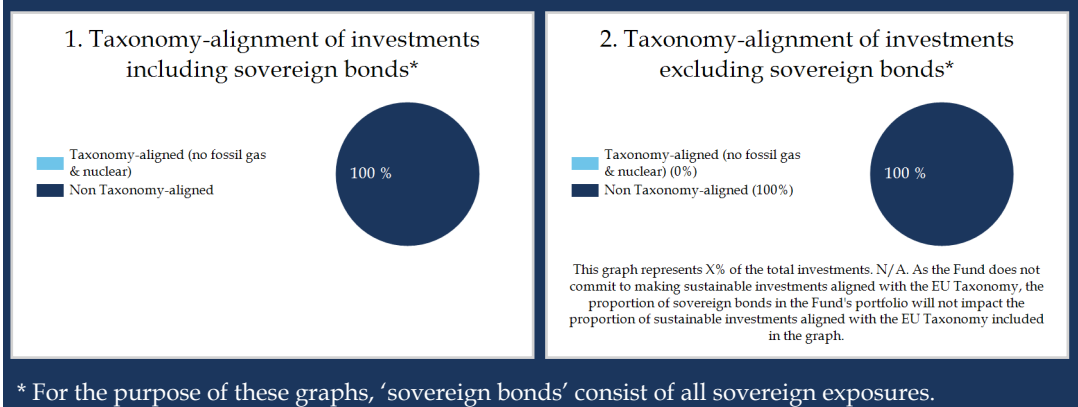 1. Taxonomy-alignment of investments
including sovereign bonds*
Taxonomy-aligned (no fossil gas
& nuclear)
Non Taxonomy-aligned
100 %
2. Taxonomy-alignment of investments
excluding sovereign bonds*
Taxonomy-aligned (no fossil gas
& nuclear) (0%)
Non Taxonomy-aligned (100%)
100 %
This graph represents X% of the total investments. N/A. As the Fund does not
commit to making sustainable investments aligned with the EU Taxonomy, the
proportion of sovereign bonds in the Fund's portfolio will not impact the
proportion of sustainable investments aligned with the EU Taxonomy included
in the graph.
* For the purpose of these graphs, ‘sovereign bonds’ consist of all sovereign exposures.